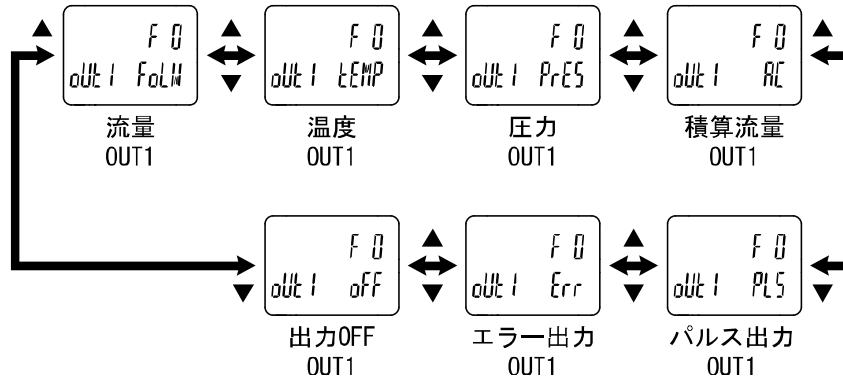 F 0
oUt1 FoLW
流量
OUT1
F 0
oUt1 tEMP
温度
OUT1
F 0
oUt1 PrES
圧力
OUT1
F 0
oUt1 AC
積算流量
OUT1
F 0
oUt1 oFF
出力OFF
OUT1
F 0
oUt1 Err
エラー出力
OUT1
F 0
oUt1 PLS
パルス出力
OUT1